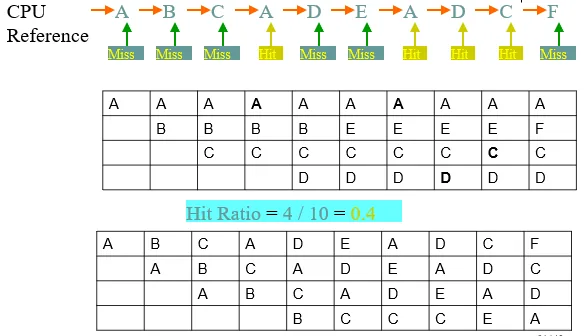 CPU A B C A D E A D C F
Reference
Miss Miss Miss Hit Miss Miss Hit Hit Hit Miss
A A A A A A A A A A
B B B B E E E E F
C C C C C C C C
D D D D D D
Hit Ratio = 4 / 10 = 0.4
A B C A D E A D C F
A B C A D E A D C
A B C A D E A D
B C C C E A